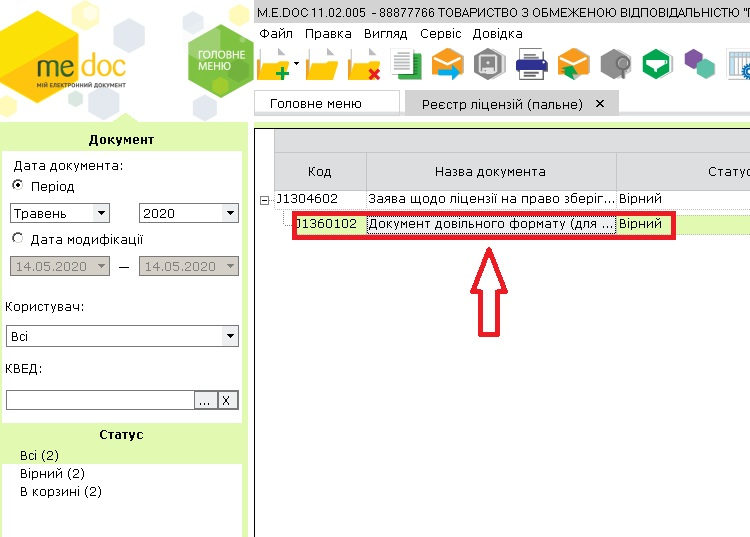 M.E.DOC 11.02.005 - 88877766 ТОВАРИСТВО З ОБМЕЖЕНОЮ ВІДПОВІДАЛЬНІСТЮ "Г
Файл Правка Вигляд Сервіс Довідка
me doc
МІЙ ЕЛЕКТРОННИЙ ДОКУМЕНТ
ГОЛОВНЕ
МЕНЮ
Головне меню
Реєстр ліцензій (пальне) ×
Документ
Дата документа:
Період
Травень 2020
Дата модифікації
14.05.2020 — 14.05.2020
Користувач:
Всі
КВЕД:
... X
Статус
Всі (2)
Вірний (2)
В корзині (2)
Код Назва документа Статус
J1304602 Заява щодо ліцензії на право зберіг... Вірний
J1360102 Документ довільного формату (для ... Вірний